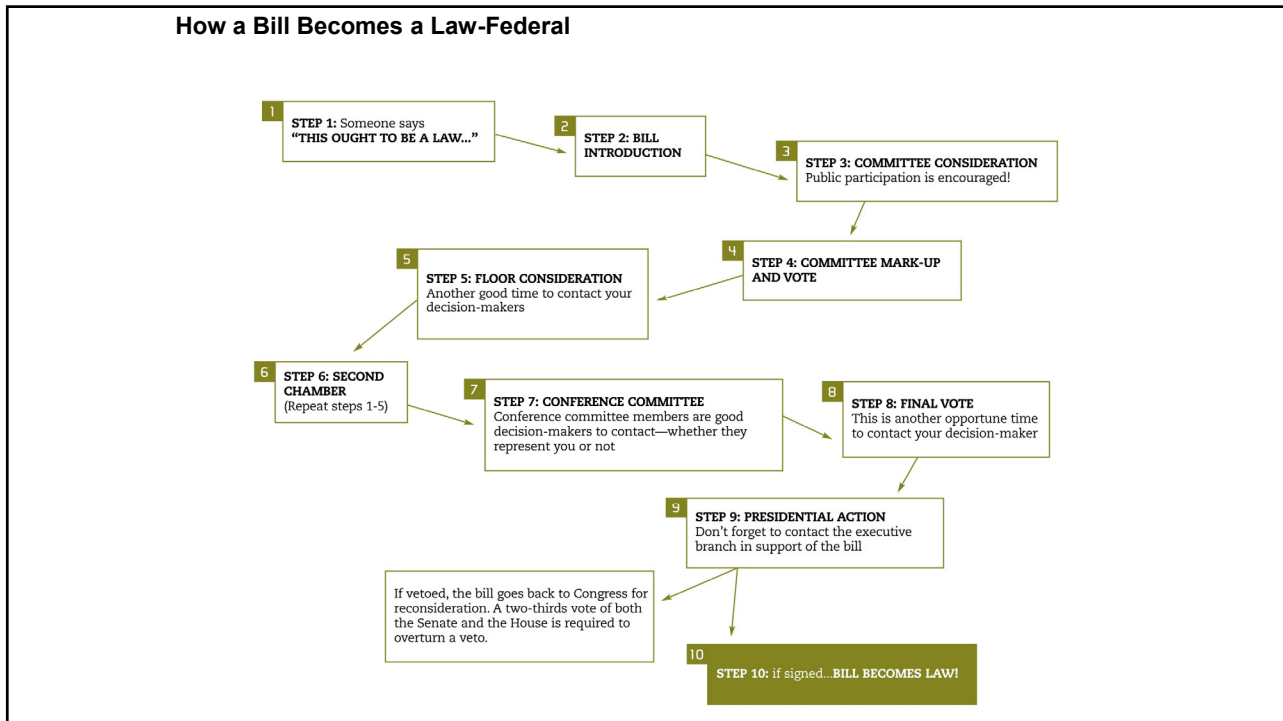 How a Bill Becomes a Law-Federal
1
STEP 1: Someone says
“THIS OUGHT TO BE A LAW...”
2
STEP 2: BILL
INTRODUCTION
3
STEP 3: COMMITTEE CONSIDERATION
Public participation is encouraged!
4
STEP 4: COMMITTEE MARK-UP
AND VOTE
5
STEP 5: FLOOR CONSIDERATION
Another good time to contact your
decision-makers
6
STEP 6: SECOND
CHAMBER
(Repeat steps 1-5)
7
STEP 7: CONFERENCE COMMITTEE
Conference committee members are good
decision-makers to contact—whether they
represent you or not
8
STEP 8: FINAL VOTE
This is another opportune time
to contact your decision-maker
9
STEP 9: PRESIDENTIAL ACTION
Don’t forget to contact the executive
branch in support of the bill
If vetoed, the bill goes back to Congress for
reconsideration. A two-thirds vote of both
the Senate and the House is required to
overturn a veto.
10
STEP 10: if signed...BILL BECOMES LAW!